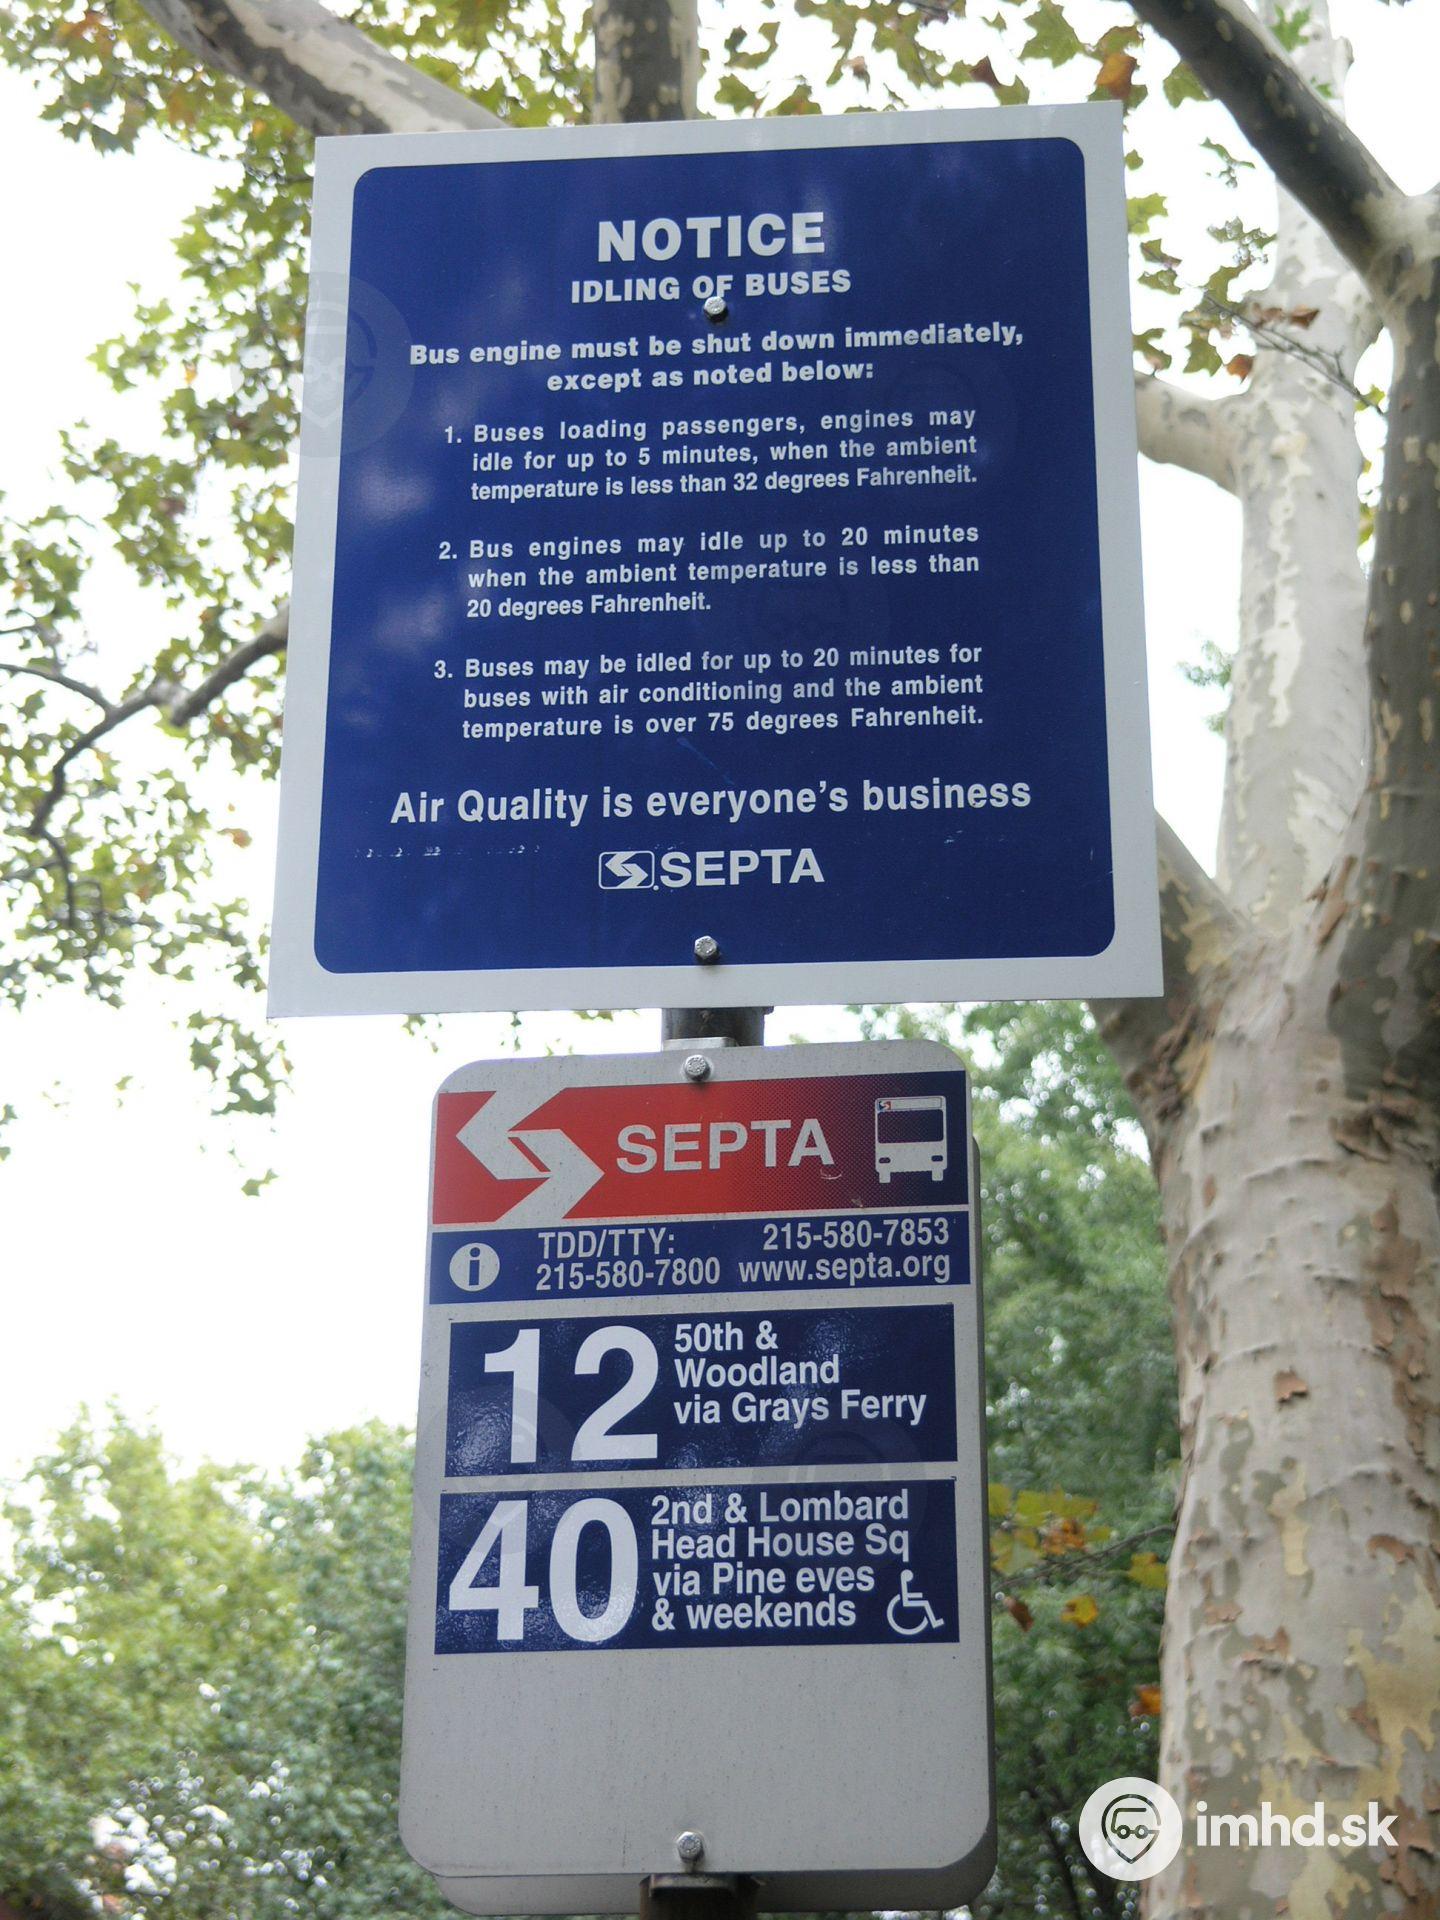 NOTICE
IDLING OF BUSES
Bus engine must be shut down immediately,
except as noted below:
1. Buses loading passengers, engines may
idle for up to 5 minutes, when the ambient
temperature is less than 32 degrees Fahrenheit.
2. Bus engines may idle up to 20 minutes
when the ambient temperature is less than
20 degrees Fahrenheit.
3. Buses may be idled for up to 20 minutes for
buses with air conditioning and the ambient
temperature is over 75 degrees Fahrenheit.
Air Quality is everyone's business
SEPTA
SEPTA
i
TDD/TTY: 215-580-7853
215-580-7800 www.septa.org
12
50th &
Woodland
via Grays Ferry
40
2nd & Lombard
Head House Sq
via Pine eves
& weekends
imhd.sk